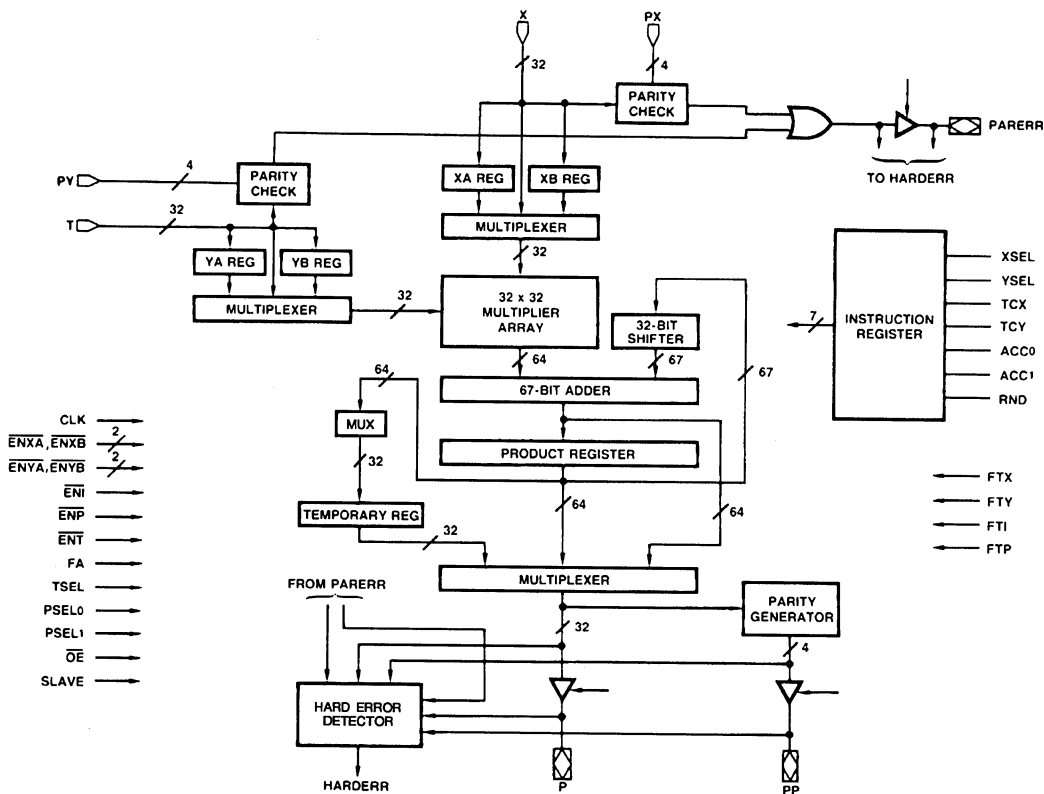 X
PX
32
4
PARITY
CHECK
PARERR
TO HARDERR
PY
4
PARITY
CHECK
XA REG
XB REG
T
32
MULTIPLEXER
32
YA REG
YB REG
MULTIPLEXER
32
32 x 32
MULTIPLIER
ARRAY
32-BIT
SHIFTER
7
INSTRUCTION
REGISTER
XSEL
YSEL
TCX
TCY
ACC0
ACC1
RND
64
67
67
64
67-BIT ADDER
MUX
PRODUCT REGISTER
32
64
64
TEMPORARY REG
32
MULTIPLEXER
CLK
ENXA, ENXB
2
ENYA, ENYB
2
ENI
ENP
ENT
FA
TSEL
PSEL0
PSEL1
OE
SLAVE
FTX
FTY
FTI
FTP
FROM PARERR
32
PARITY
GENERATOR
4
HARD ERROR
DETECTOR
HARDERR
P
PP